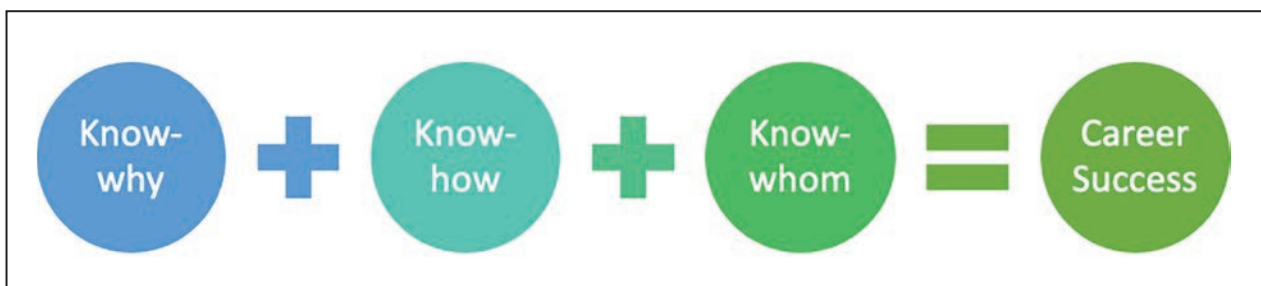 Know-
why
Know-
how
Know-
whom
Career
Success